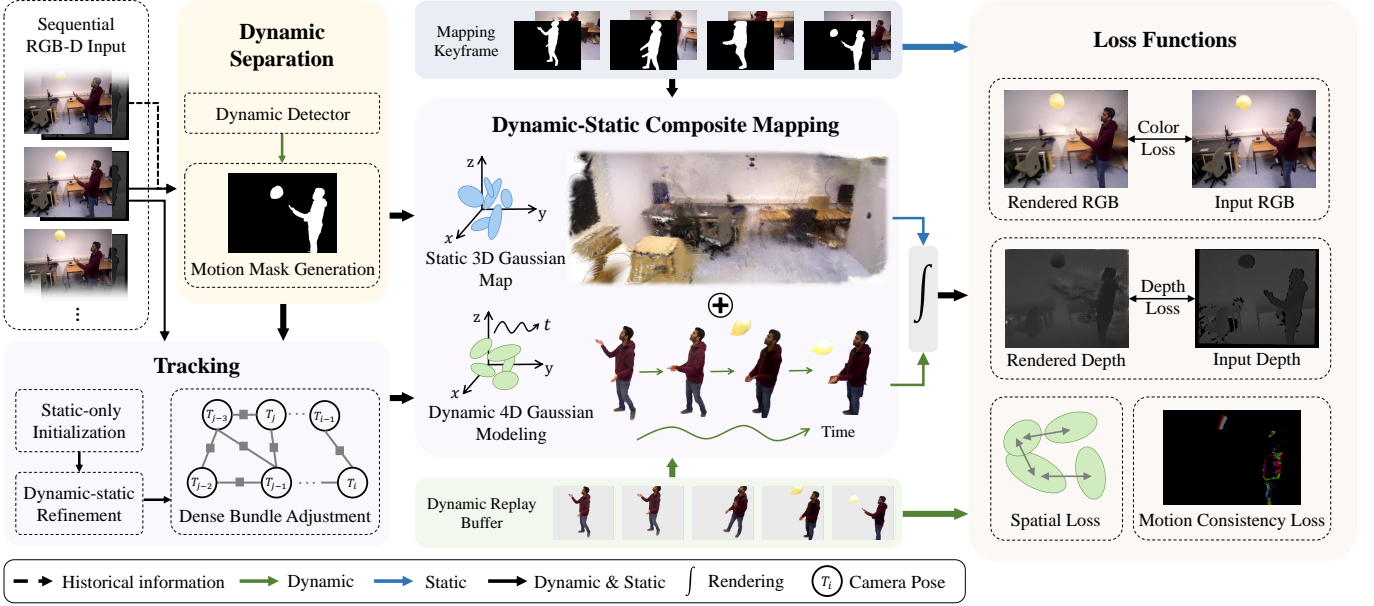 Sequential
RGB-D Input
⋮
Dynamic
Separation
Dynamic Detector
Motion Mask Generation
Tracking
Static-only
Initialization
Dynamic-static
Refinement
T_{j-3} T_j ... T_{i-1}
T_{j-2} T_{j-1} ... T_i
Dense Bundle Adjustment
Mapping
Keyframe
Dynamic-Static Composite Mapping
z
y
x
Static 3D Gaussian
Map
+
z
t
y
x
Dynamic 4D Gaussian
Modeling
Time
∫
Dynamic Replay
Buffer
Loss Functions
Color
Loss
Rendered RGB
Input RGB
Depth
Loss
Rendered Depth
Input Depth
Spatial Loss
Motion Consistency Loss
Historical information
Dynamic
Static
Dynamic & Static
∫ Rendering
T_i Camera Pose